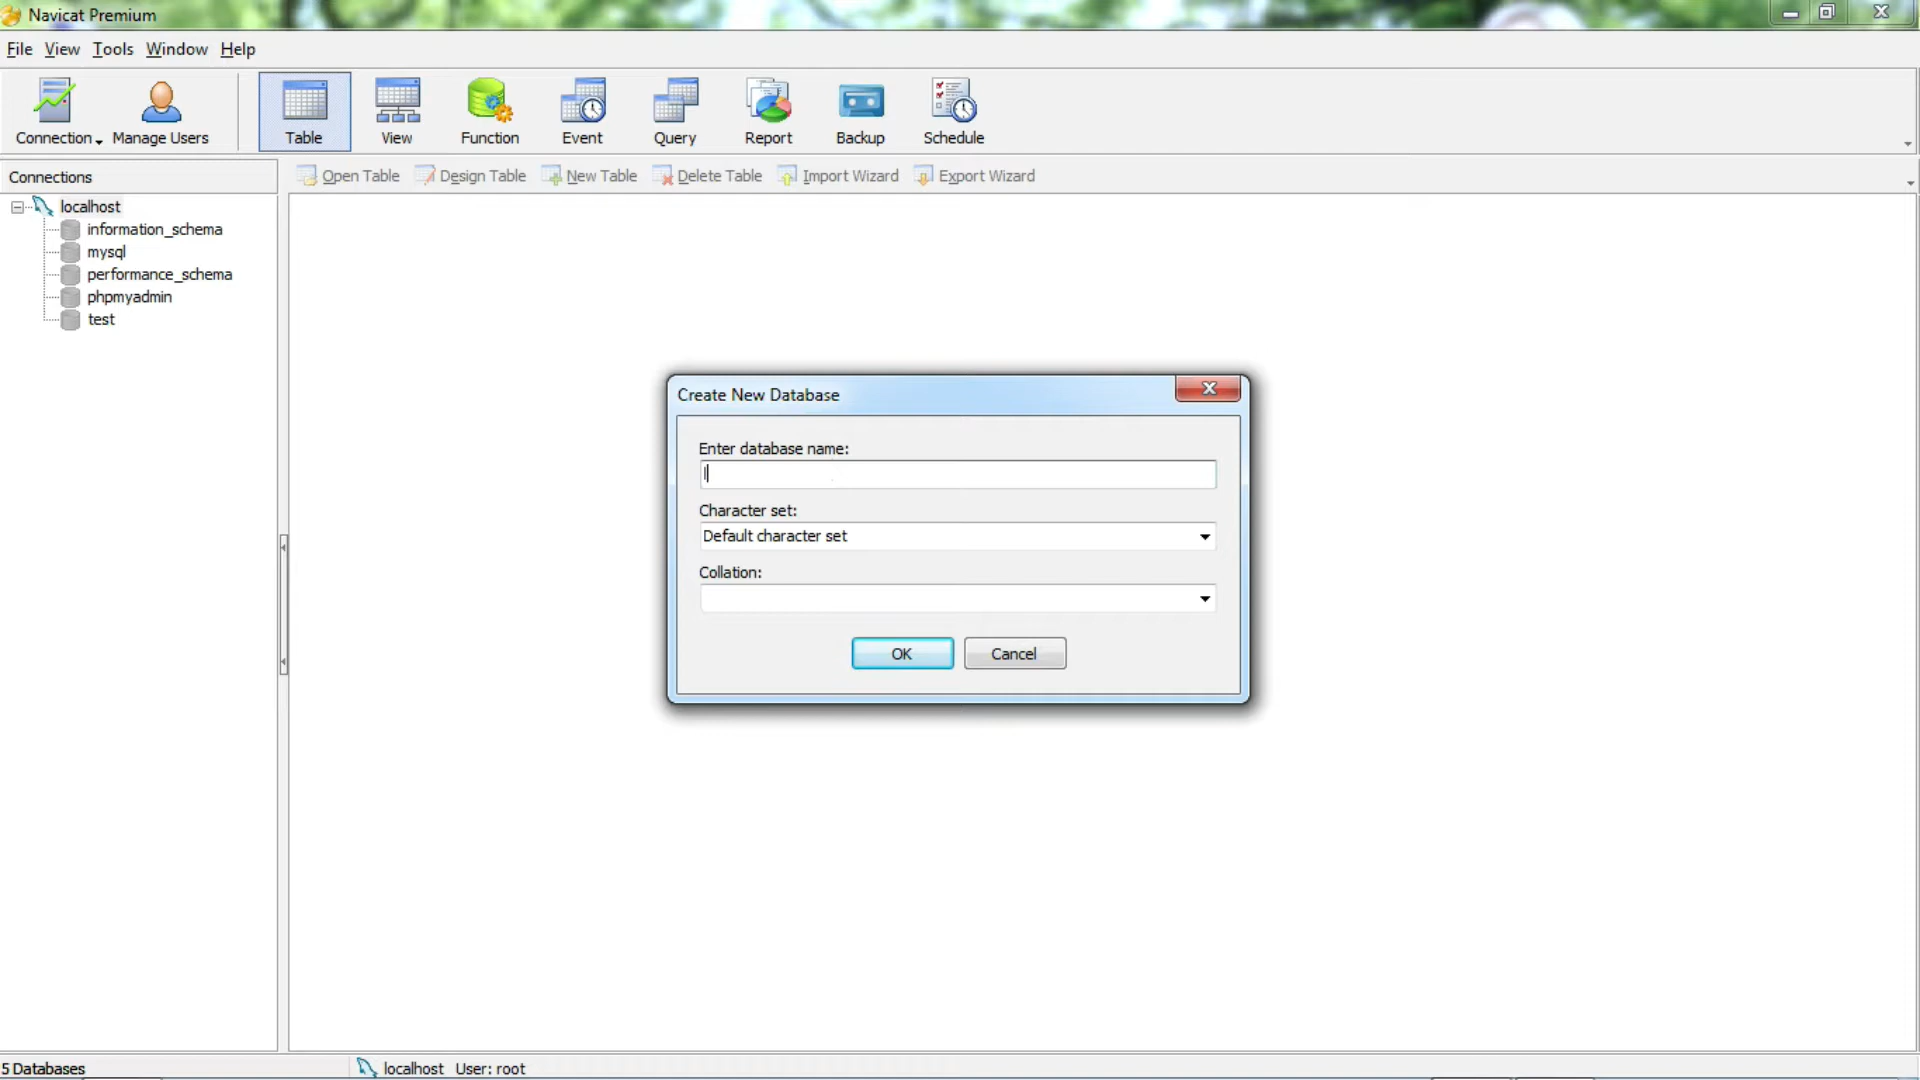 Navicat Premium
File View Tools Window Help
Connection Manage Users Table View Function Event Query Report Backup Schedule
Connections
Open Table Design Table New Table Delete Table Import Wizard Export Wizard
localhost
information_schema
mysql
performance_schema
phpmyadmin
test
Create New Database
Enter database name:
Character set:
Default character set
Collation:
OK Cancel
5 Databases localhost User: root